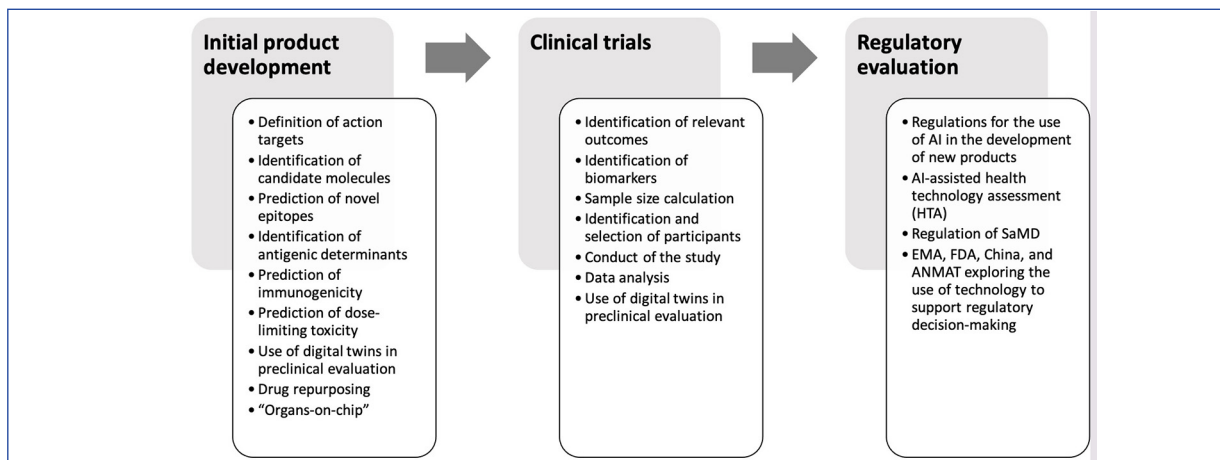 Initial product
development
• Definition of action
targets
• Identification of
candidate molecules
• Prediction of novel
epitopes
• Identification of
antigenic determinants
• Prediction of
immunogenicity
• Prediction of dose-
limiting toxicity
• Use of digital twins in
preclinical evaluation
• Drug repurposing
• “Organs-on-chip”
Clinical trials
• Identification of relevant
outcomes
• Identification of
biomarkers
• Sample size calculation
• Identification and
selection of participants
• Conduct of the study
• Data analysis
• Use of digital twins in
preclinical evaluation
Regulatory
evaluation
• Regulations for the use
of AI in the development
of new products
• AI-assisted health
technology assessment
(HTA)
• Regulation of SaMD
• EMA, FDA, China, and
ANMAT exploring the
use of technology to
support regulatory
decision-making